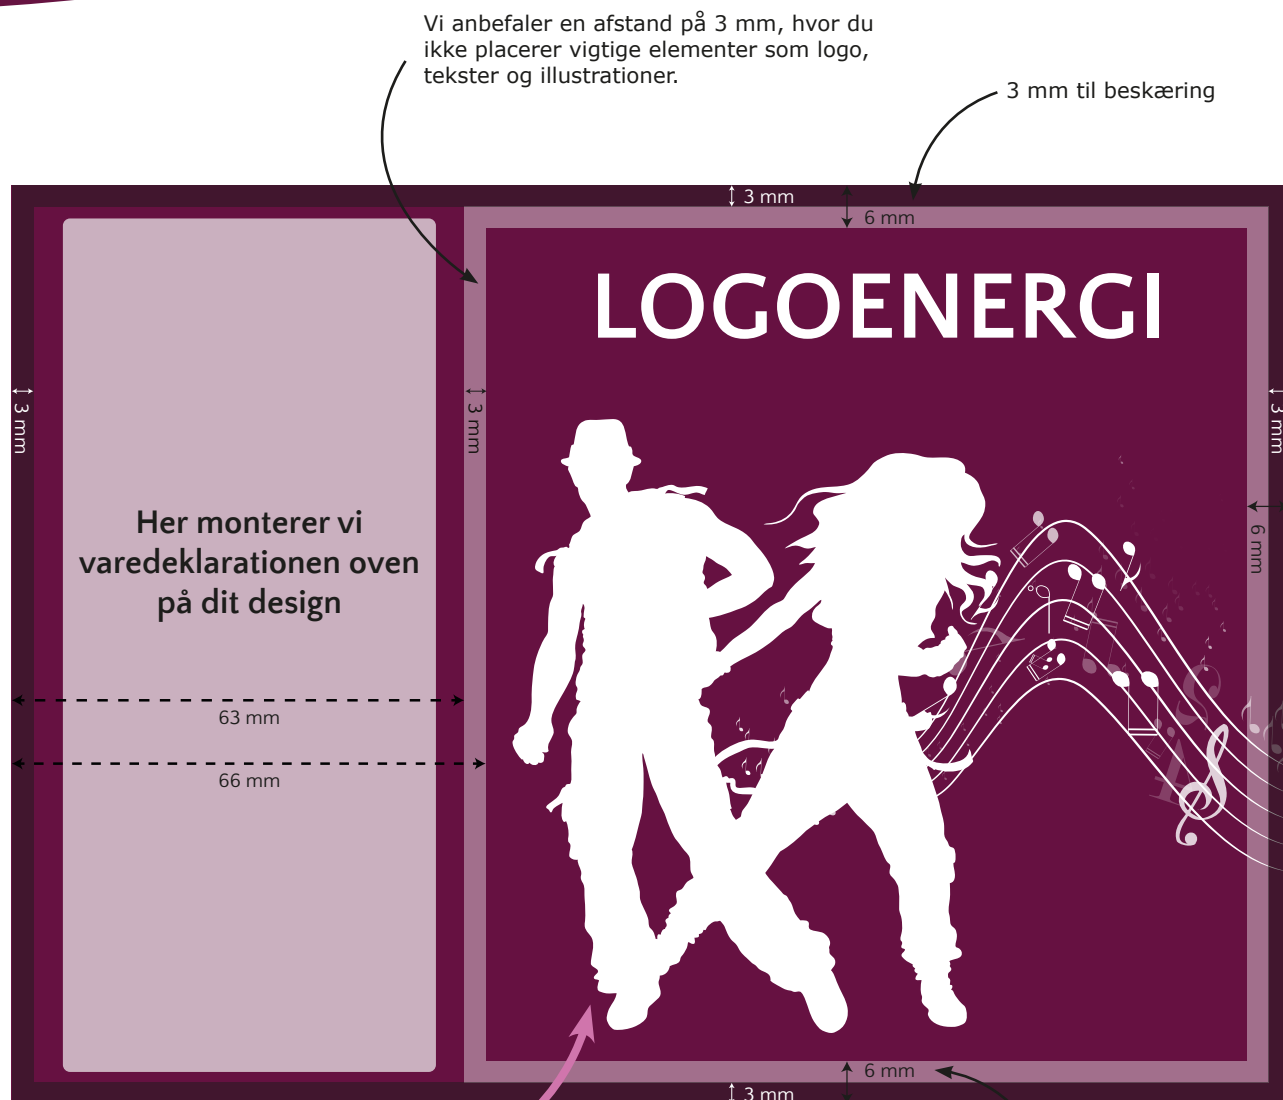 Vi anbefaler en afstand på 3 mm, hvor du
ikke placerer vigtige elementer som logo,
tekster og illustrationer.
3 mm til beskæring
3 mm
6 mm
LOGOENERGI
3 mm
3 mm
3 mm
6 mm
Her monterer vi
varedeklarationen oven
på dit design
63 mm
66 mm
6 mm
3 mm